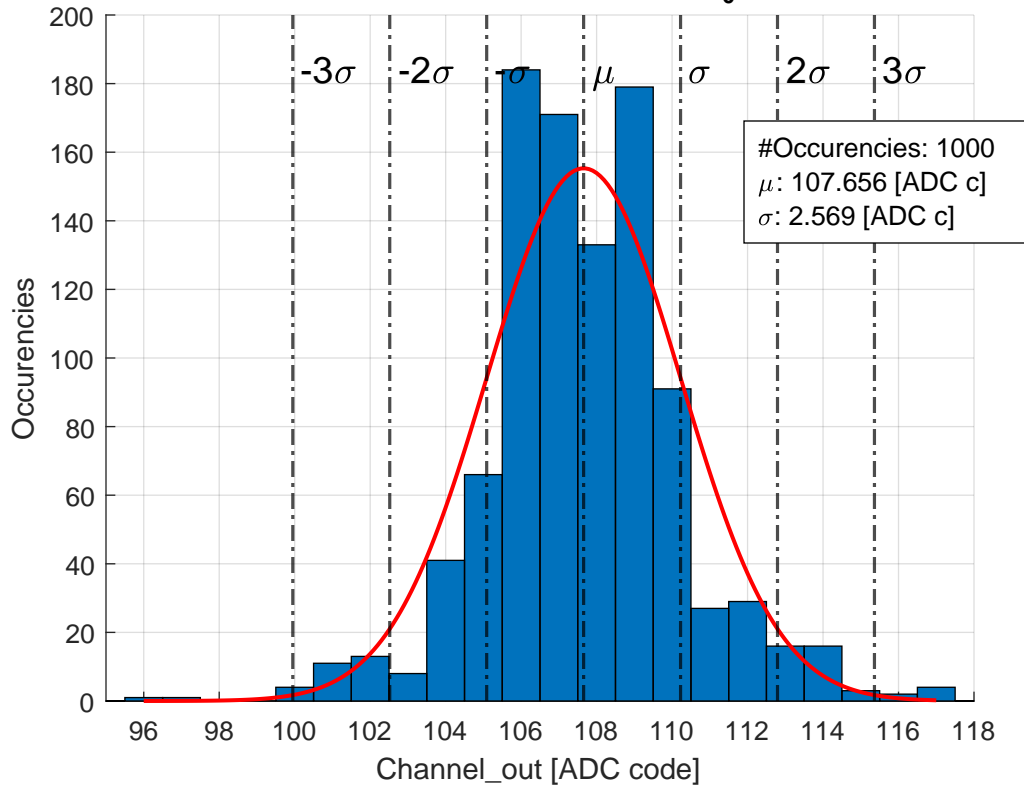 200
180
160
140
120
100
80
60
40
20
0
-3σ
-2σ
-σ
μ
σ
2σ
3σ
#Occurencies: 1000
μ: 107.656 [ADC c]
σ: 2.569 [ADC c]
Occurencies
96
98
100
102
104
106
108
110
112
114
116
118
Channel_out [ADC code]